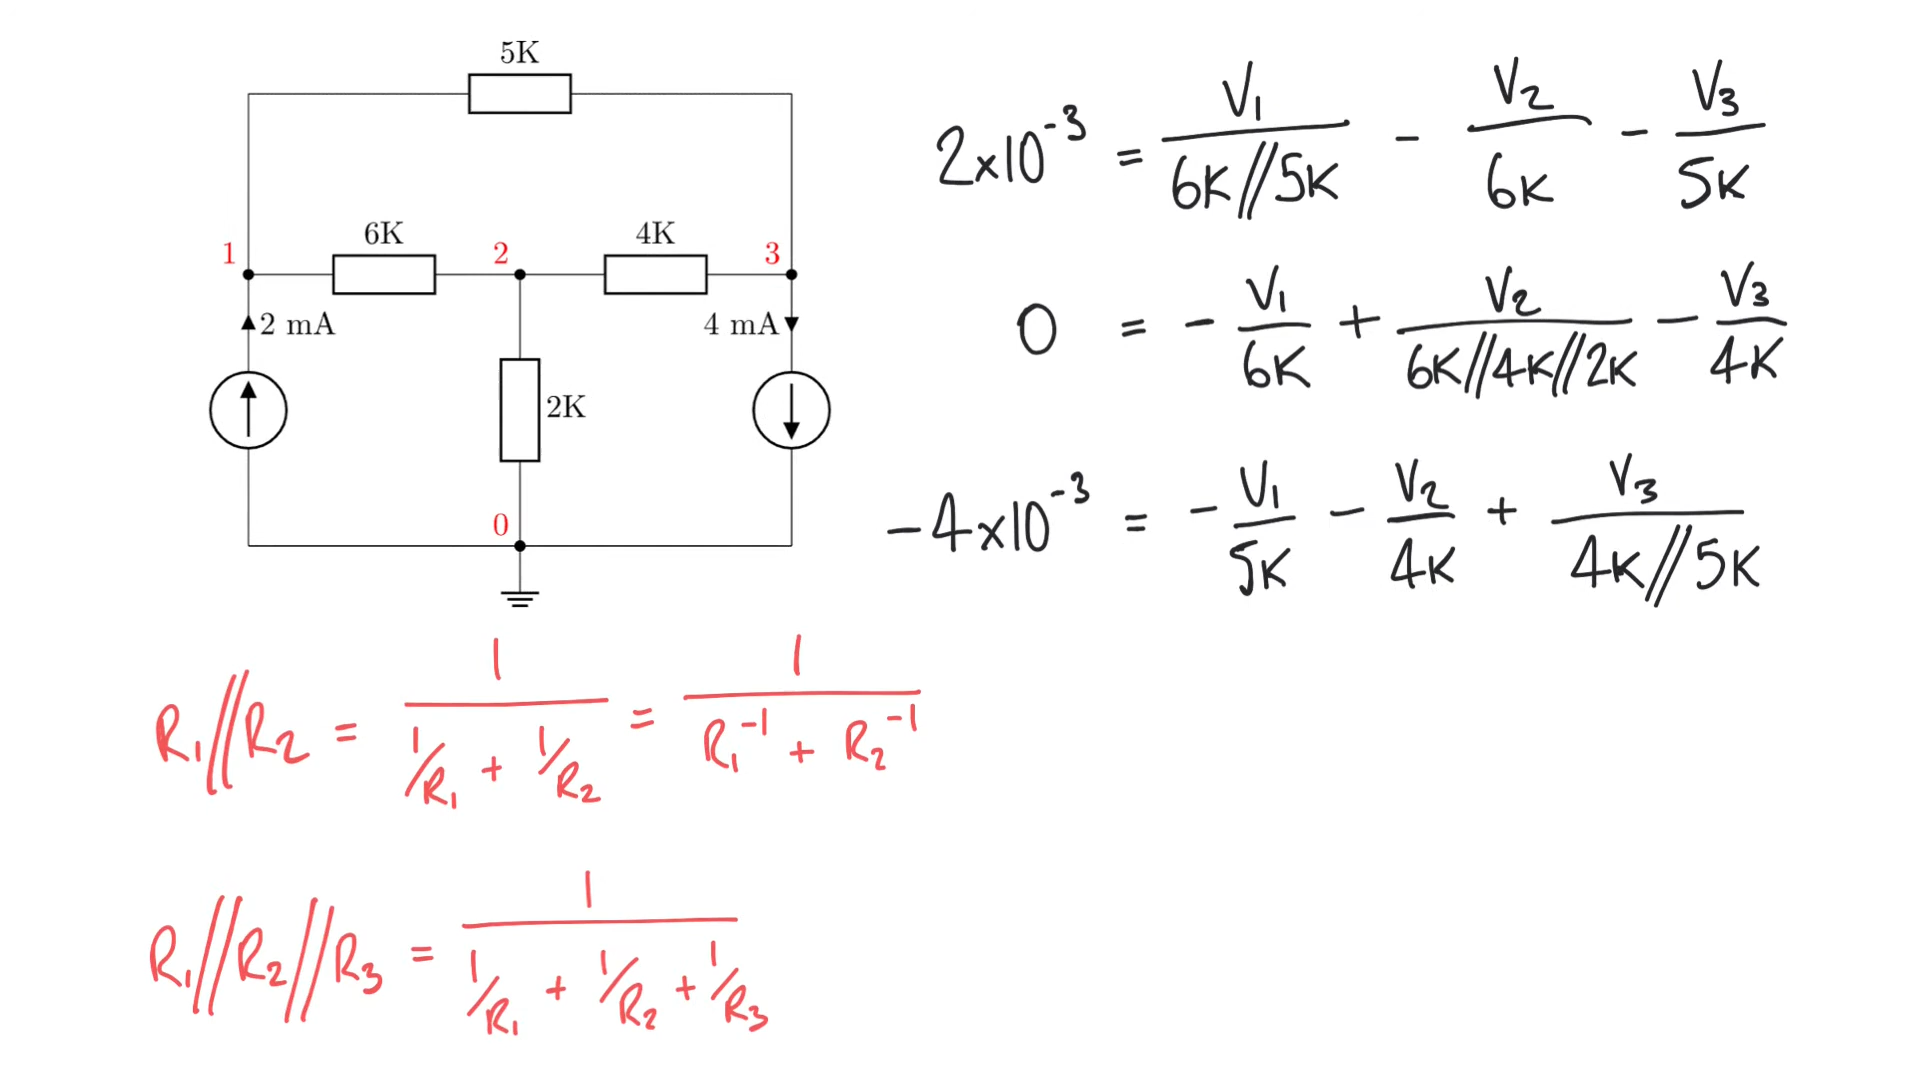 5K
6K
4K
1
2
3
2 mA
4 mA
2K
0
2x10^-3 = V1/(6K//5K) - V2/6K - V3/5K
0 = - V1/6K + V2/(6K//4K//2K) - V3/4K
-4x10^-3 = - V1/5K - V2/4K + V3/(4K//5K)
R1//R2 = 1/(1/R1 + 1/R2) = 1/(R1^-1 + R2^-1)
R1//R2//R3 = 1/(1/R1 + 1/R2 + 1/R3)